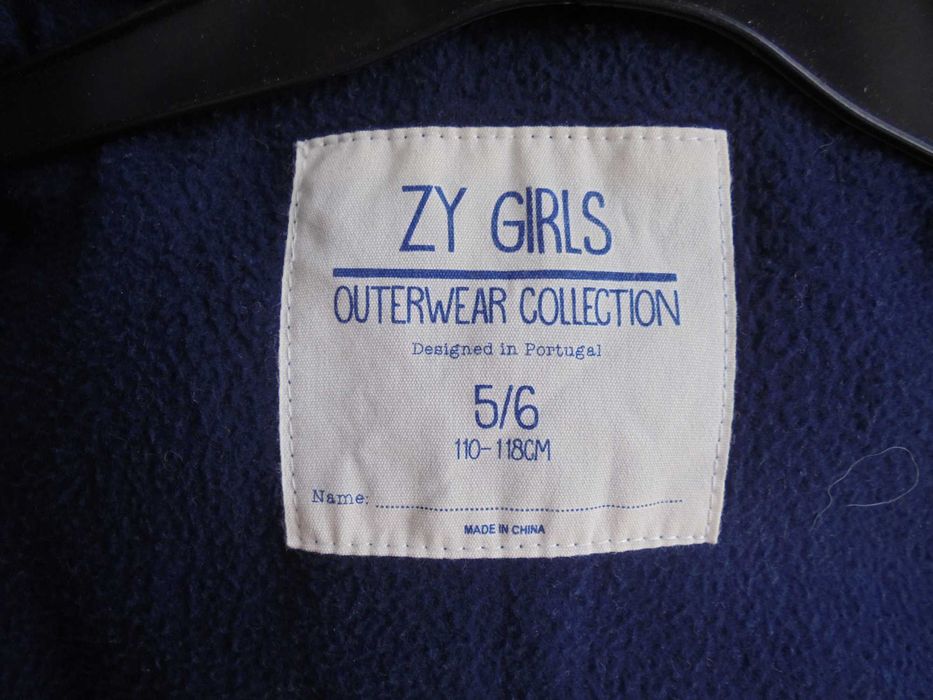 ZY GIRLS
OUTERWEAR COLLECTION
Designed in Portugal
5/6
110-118CM
Name:
MADE IN CHINA